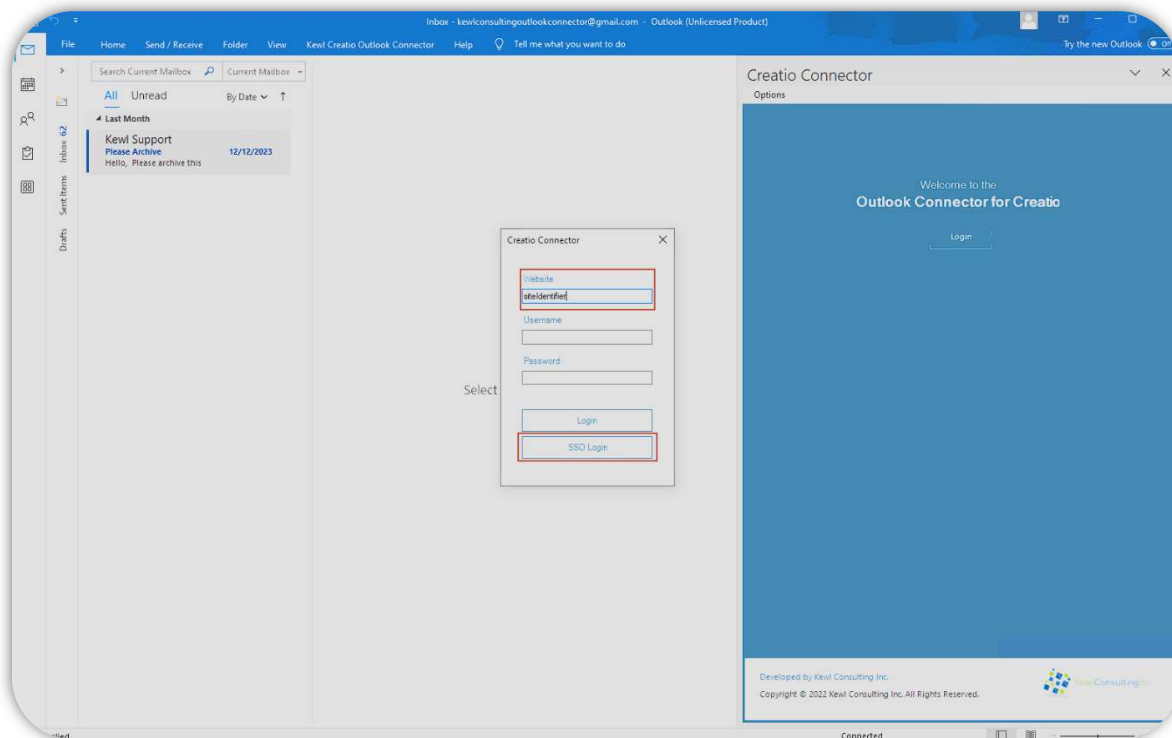 Inbox - kewlconsultingoutlookconnector@gmail.com - Outlook (Unlicensed Product)
File Home Send / Receive Folder View Kewl Creatio Outlook Connector Help Tell me what you want to do
Try the new Outlook Off
Search Current Mailbox Current Mailbox
All Unread By Date
Last Month
Kewl Support
Please Archive 12/12/2023
Hello, Please archive this
Inbox 62
Sent Items
Drafts
Select
Creatio Connector
Website
siteIdentifier
Username
Password
Login
SSO Login
Creatio Connector
Options
Welcome to the
Outlook Connector for Creatio
Login
Developed by Kewl Consulting Inc.
Copyright © 2022 Kewl Consulting Inc. All Rights Reserved.
KewlConsulting
Connected